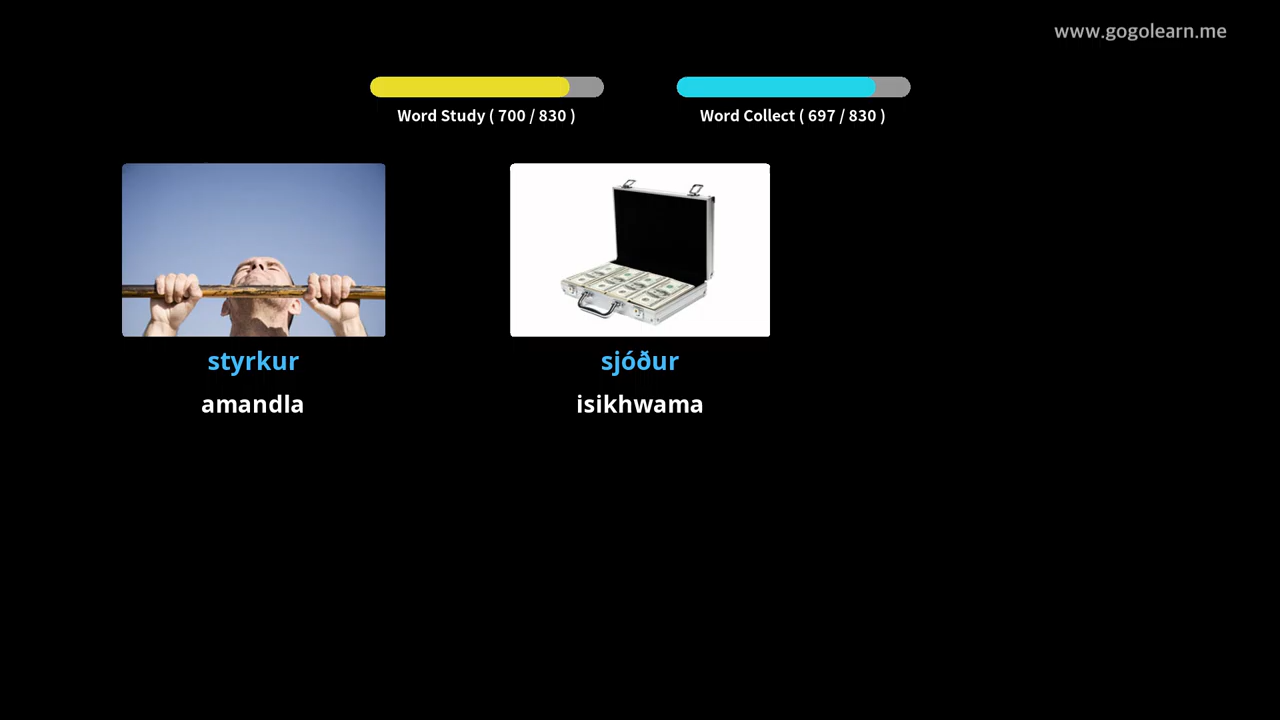 www.gogolearn.me
Word Study ( 700 / 830 )
Word Collect ( 697 / 830 )
styrkur
sjóður
amandla
isikhwama